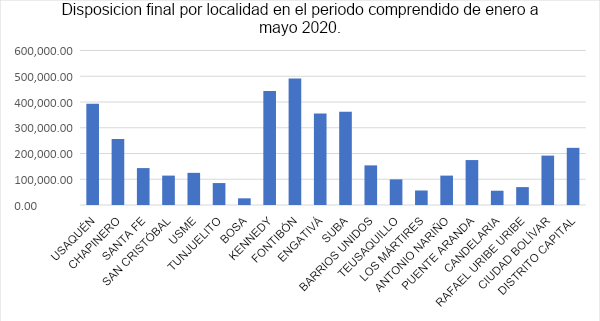 Disposicion final por localidad en el periodo comprendido de enero a
mayo 2020.
600,000.00
500,000.00
400,000.00
300,000.00
200,000.00
100,000.00
0.00
USAQUÉN
CHAPINERO
SANTA FE
SAN CRISTÓBAL
USME
TUNJUELITO
BOSA
KENNEDY
FONTIBÓN
ENGATIVÁ
SUBA
BARRIOS UNIDOS
TEUSAQUILLO
LOS MÁRTIRES
ANTONIO NARIÑO
PUENTE ARANDA
CANDELARIA
RAFAEL URIBE URIBE
CIUDAD BOLÍVAR
DISTRITO CAPITAL